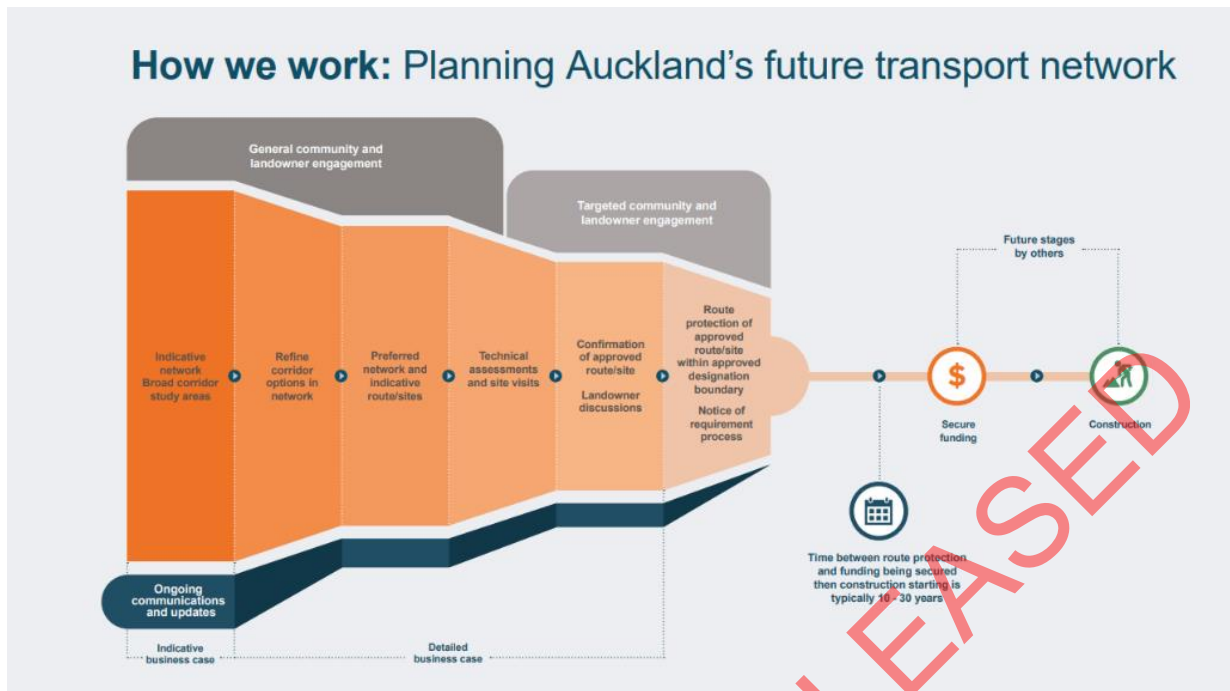 How we work: Planning Auckland's future transport network
General community and
landowner engagement
Targeted community and
landowner engagement
Future stages
by others
Indicative
network
Broad corridor
study areas
Refine
corridor
options in
network
Preferred
network and
indicative
route/sites
Technical
assessments
and site visits
Confirmation
of approved
route/site
Landowner
discussions
Route
protection of
approved
route/site
within approved
designation
boundary
Notice of
requirement
process
$
Secure
funding
Construction
Time between route protection
and funding being secured
then construction starting is
typically 10 - 30 years
Ongoing
communications
and updates
Indicative
business case
Detailed
business case
LEASED